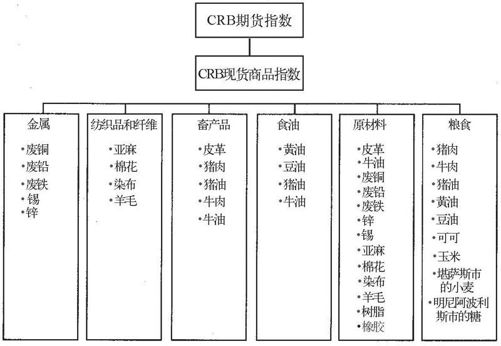 CRB期货指数
CRB现货商品指数
金属
•废铜
•废铅
•废铁
•锡
•锌
纺织品和纤维
•亚麻
•棉花
•染布
•羊毛
畜产品
•皮革
•猪肉
•猪油
•牛肉
•牛油
食油
•黄油
•豆油
•猪油
•牛油
原材料
•皮革
•牛油
•废铜
•废铅
•废铁
•锌
•锡
•亚麻
•棉花
•染布
•羊毛
•树脂
•橡胶
粮食
•猪肉
•牛肉
•猪油
•黄油
•豆油
•可可
•玉米
•堪萨斯市
的小麦
•明尼阿波利
斯市的糖